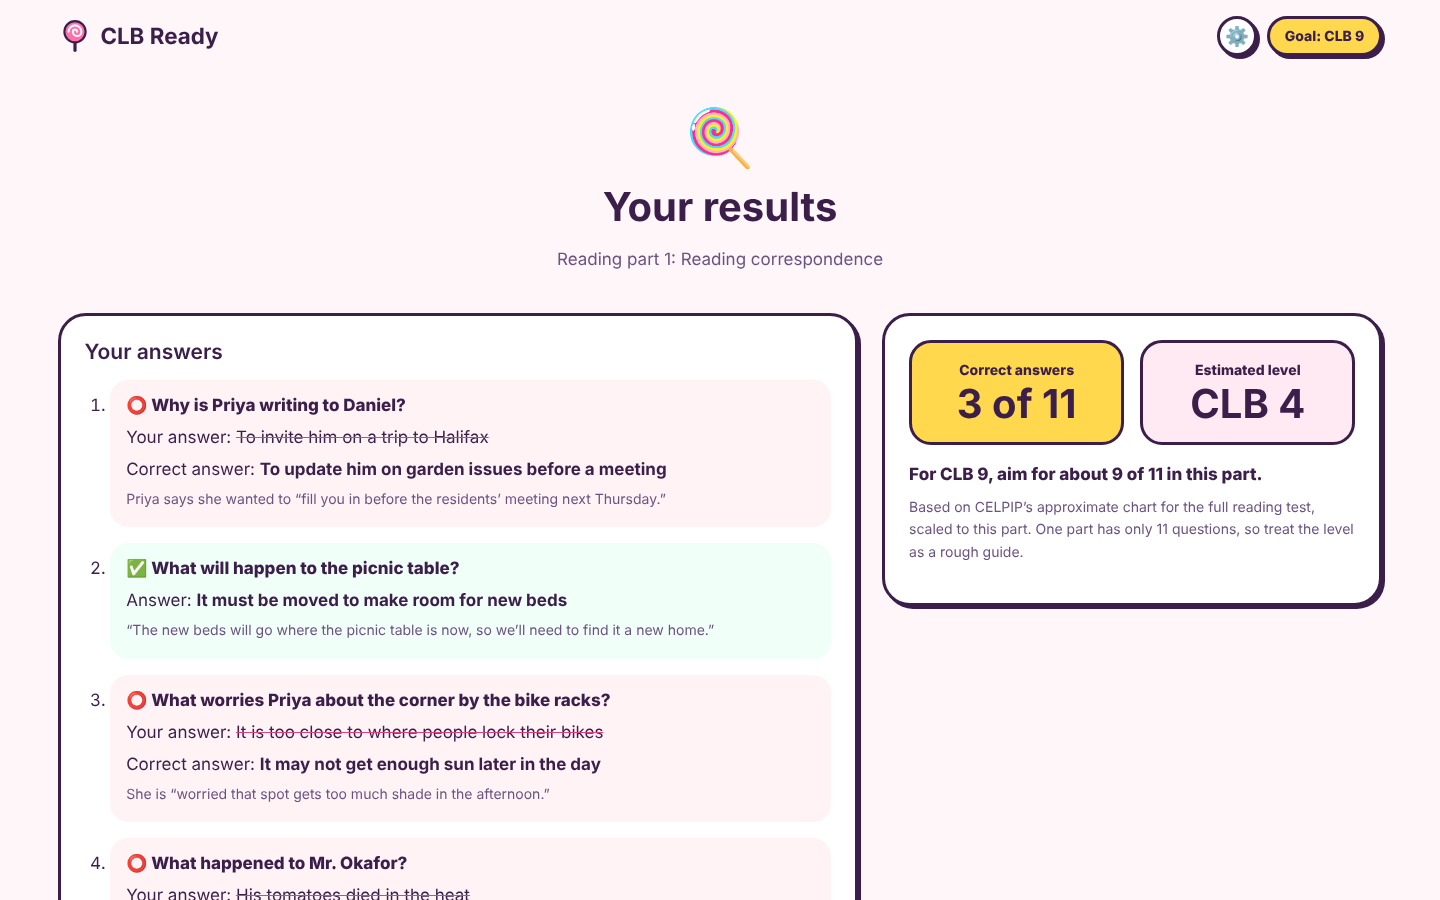 CLB Ready
Goal: CLB 9
Your results
Reading part 1: Reading correspondence
Your answers
1. Why is Priya writing to Daniel?
Your answer: To invite him on a trip to Halifax
Correct answer: To update him on garden issues before a meeting
Priya says she wanted to “fill you in before the residents’ meeting next Thursday.”
2. What will happen to the picnic table?
Answer: It must be moved to make room for new beds
“The new beds will go where the picnic table is now, so we’ll need to find it a new home.”
3. What worries Priya about the corner by the bike racks?
Your answer: It is too close to where people lock their bikes
Correct answer: It may not get enough sun later in the day
She is “worried that spot gets too much shade in the afternoon.”
4. What happened to Mr. Okafor?
Your answer: His tomatoes died in the heat
Correct answers
3 of 11
Estimated level
CLB 4
For CLB 9, aim for about 9 of 11 in this part.
Based on CELPIP’s approximate chart for the full reading test,
scaled to this part. One part has only 11 questions, so treat the level
as a rough guide.